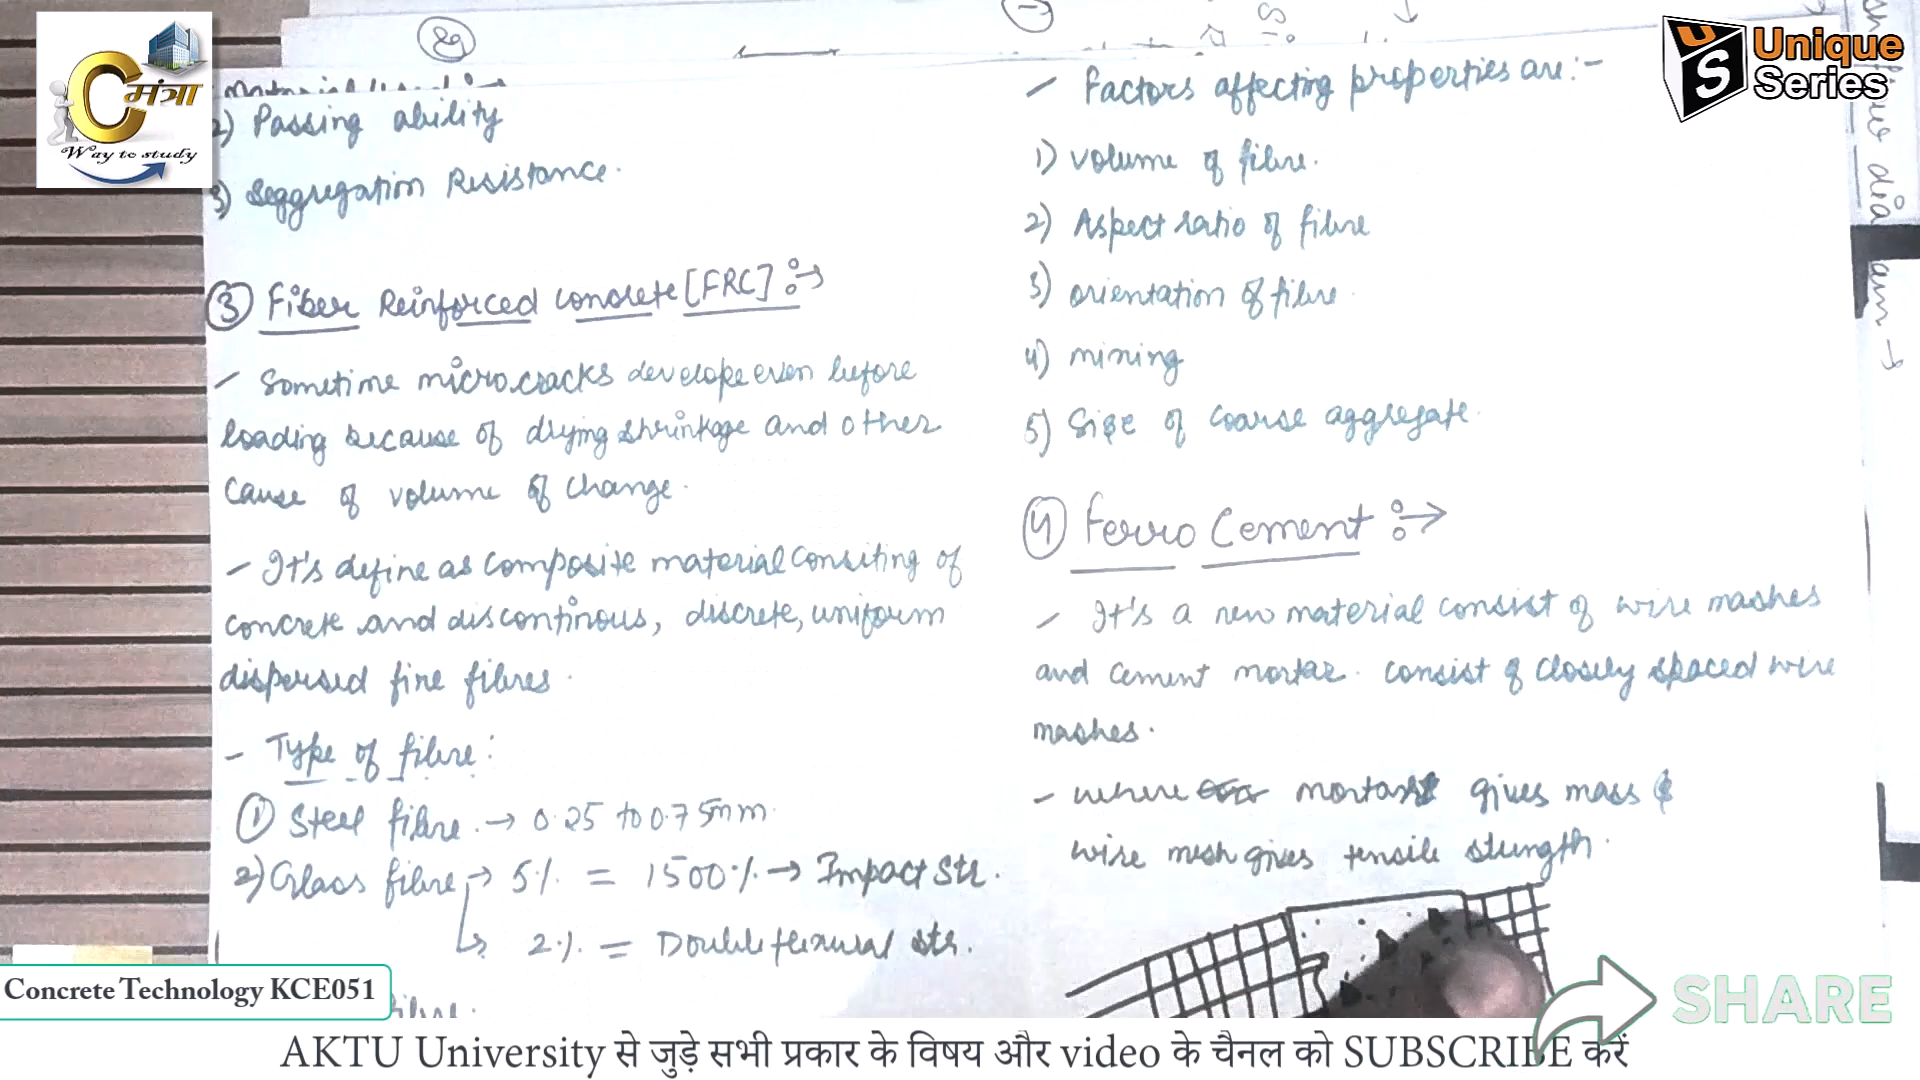 89
C मंत्रा
Way to study
2) Passing ability
3) Seggregation Resistance.
③ Fiber Reinforced Concrete [FRC] :→
- Sometime micro cracks develope even before
loading because of drying shrinkage and other
cause of volume of change.
- It's define as composite material consiting of
concrete and discontinous, discrete, uniform
dispersed fine fibres.
- Type of fibre:
① Steel fibre. → 0.25 to 0.75mm.
2) Glass fibre → 5% = 1500% → Impact Str.
↳ 2% = Double flexural str.
- Factors affecting properties are:-
1) volume of fibre.
2) Aspect ratio of fibre
3) orientation of fibre.
4) mining
5) Size of coarse aggregate.
④ Ferro Cement :→
- It's a new material consist of wire mashes
and cement mortar. consist of closely spaced wire
mashes.
- where mortar gives mass &
wire mesh gives tensile strength.
US Unique
Series
Concrete Technology KCE051
SHARE
AKTU University से जुड़े सभी प्रकार के विषय और video के चैनल को SUBSCRIBE करें